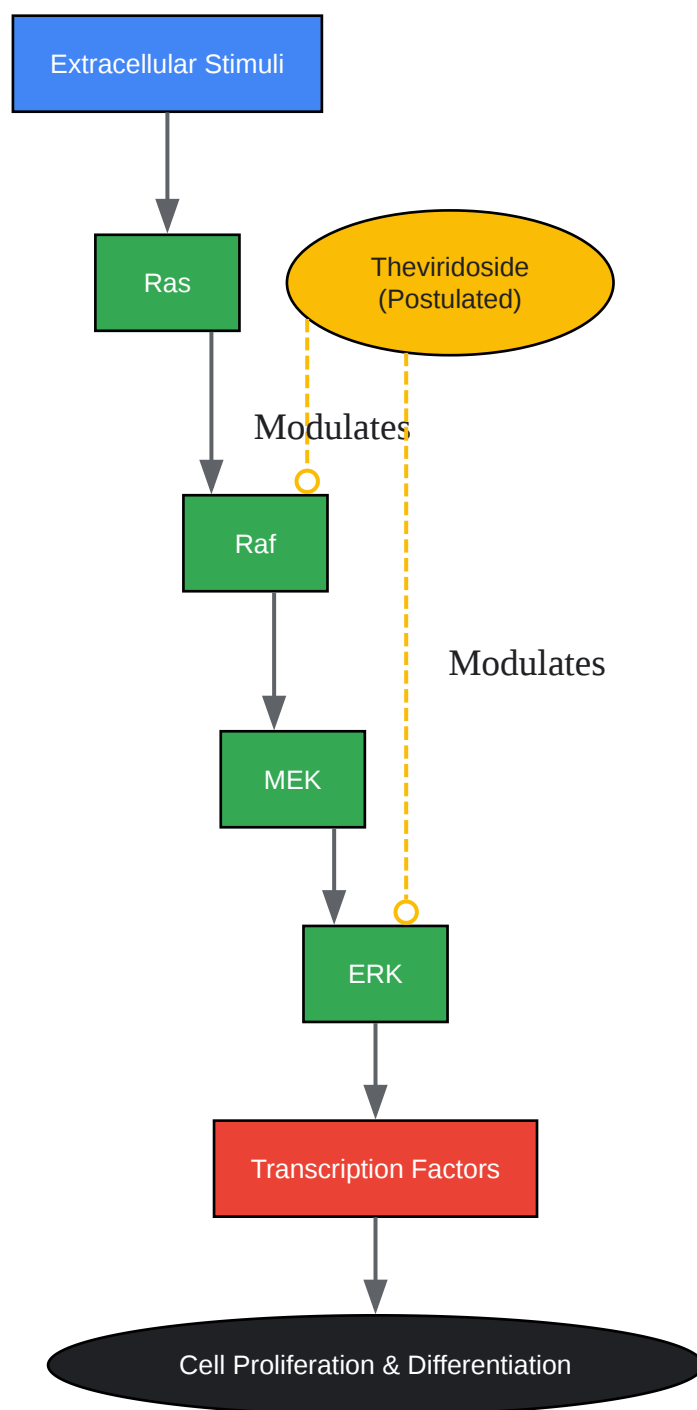 Extracellular Stimuli
Ras
Theviridoside
(Postulated)
Modulates
Raf
Modulates
MEK
ERK
Transcription Factors
Cell Proliferation & Differentiation